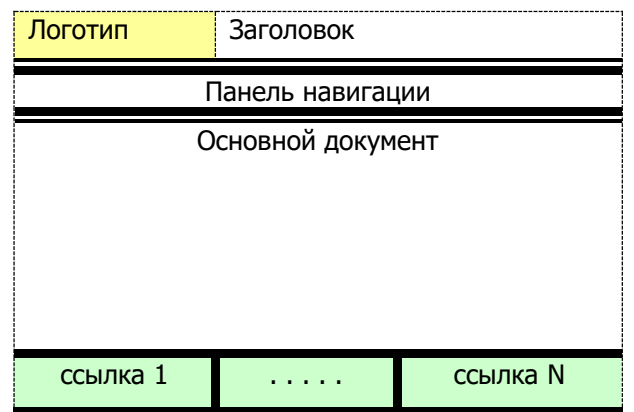 Логотип Заголовок
Панель навигации
Основной документ
ссылка 1 . . . . . ссылка N